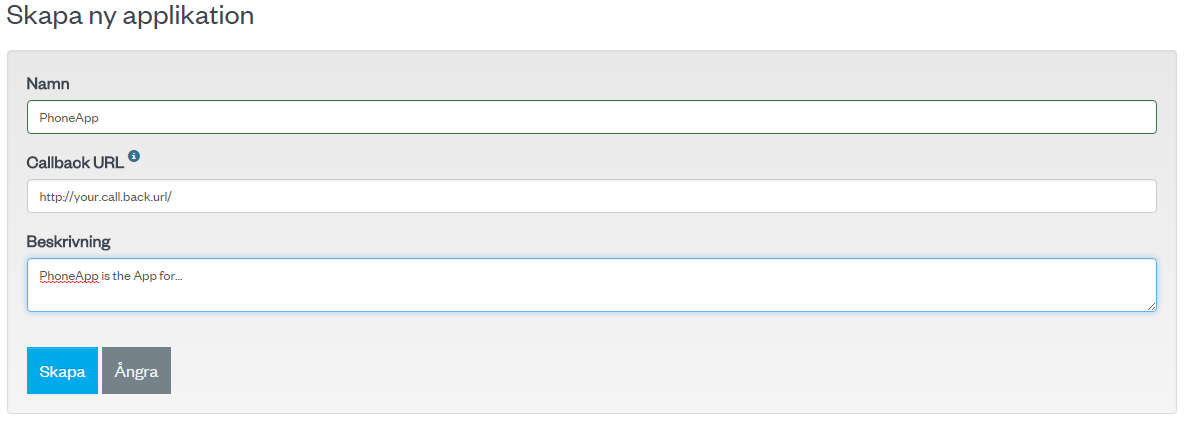 Skapa ny applikation
Namn
PhoneApp
Callback URL
http://your.call.back.url/
Beskrivning
PhoneApp is the App for...
Skapa Ångra